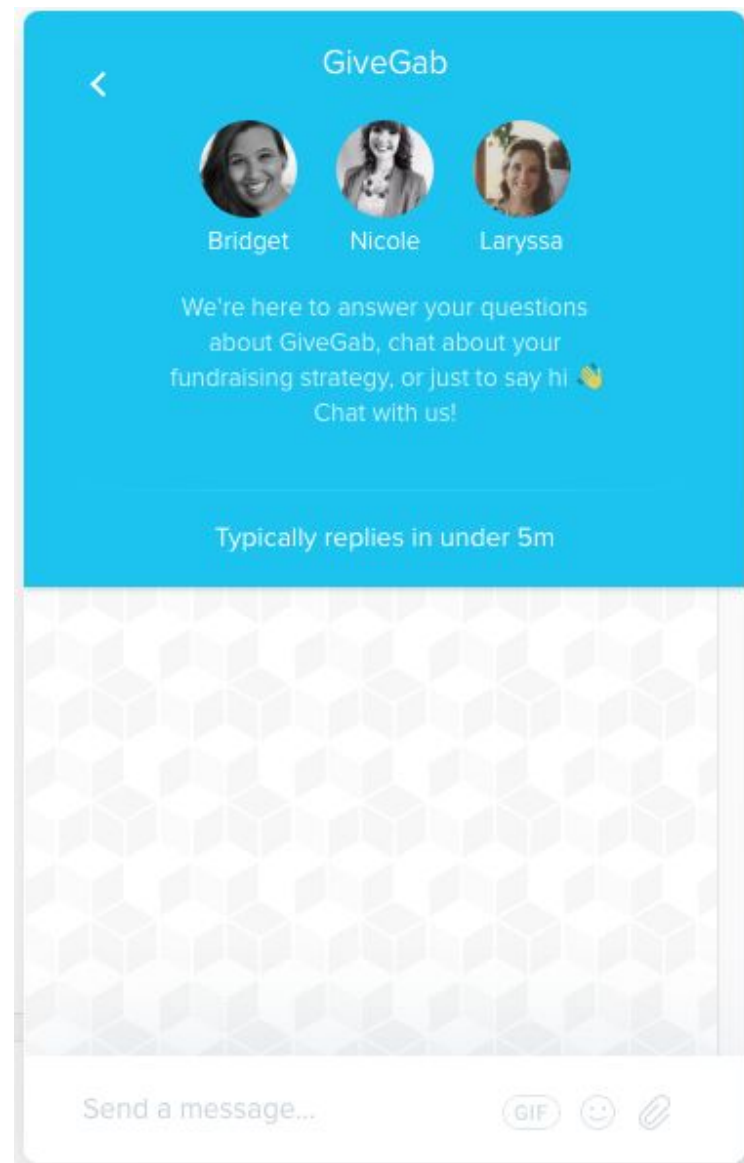 GiveGab
Bridget Nicole Laryssa
We're here to answer your questions
about GiveGab, chat about your
fundraising strategy, or just to say hi 👋
Chat with us!
Typically replies in under 5m
Send a message...
GIF